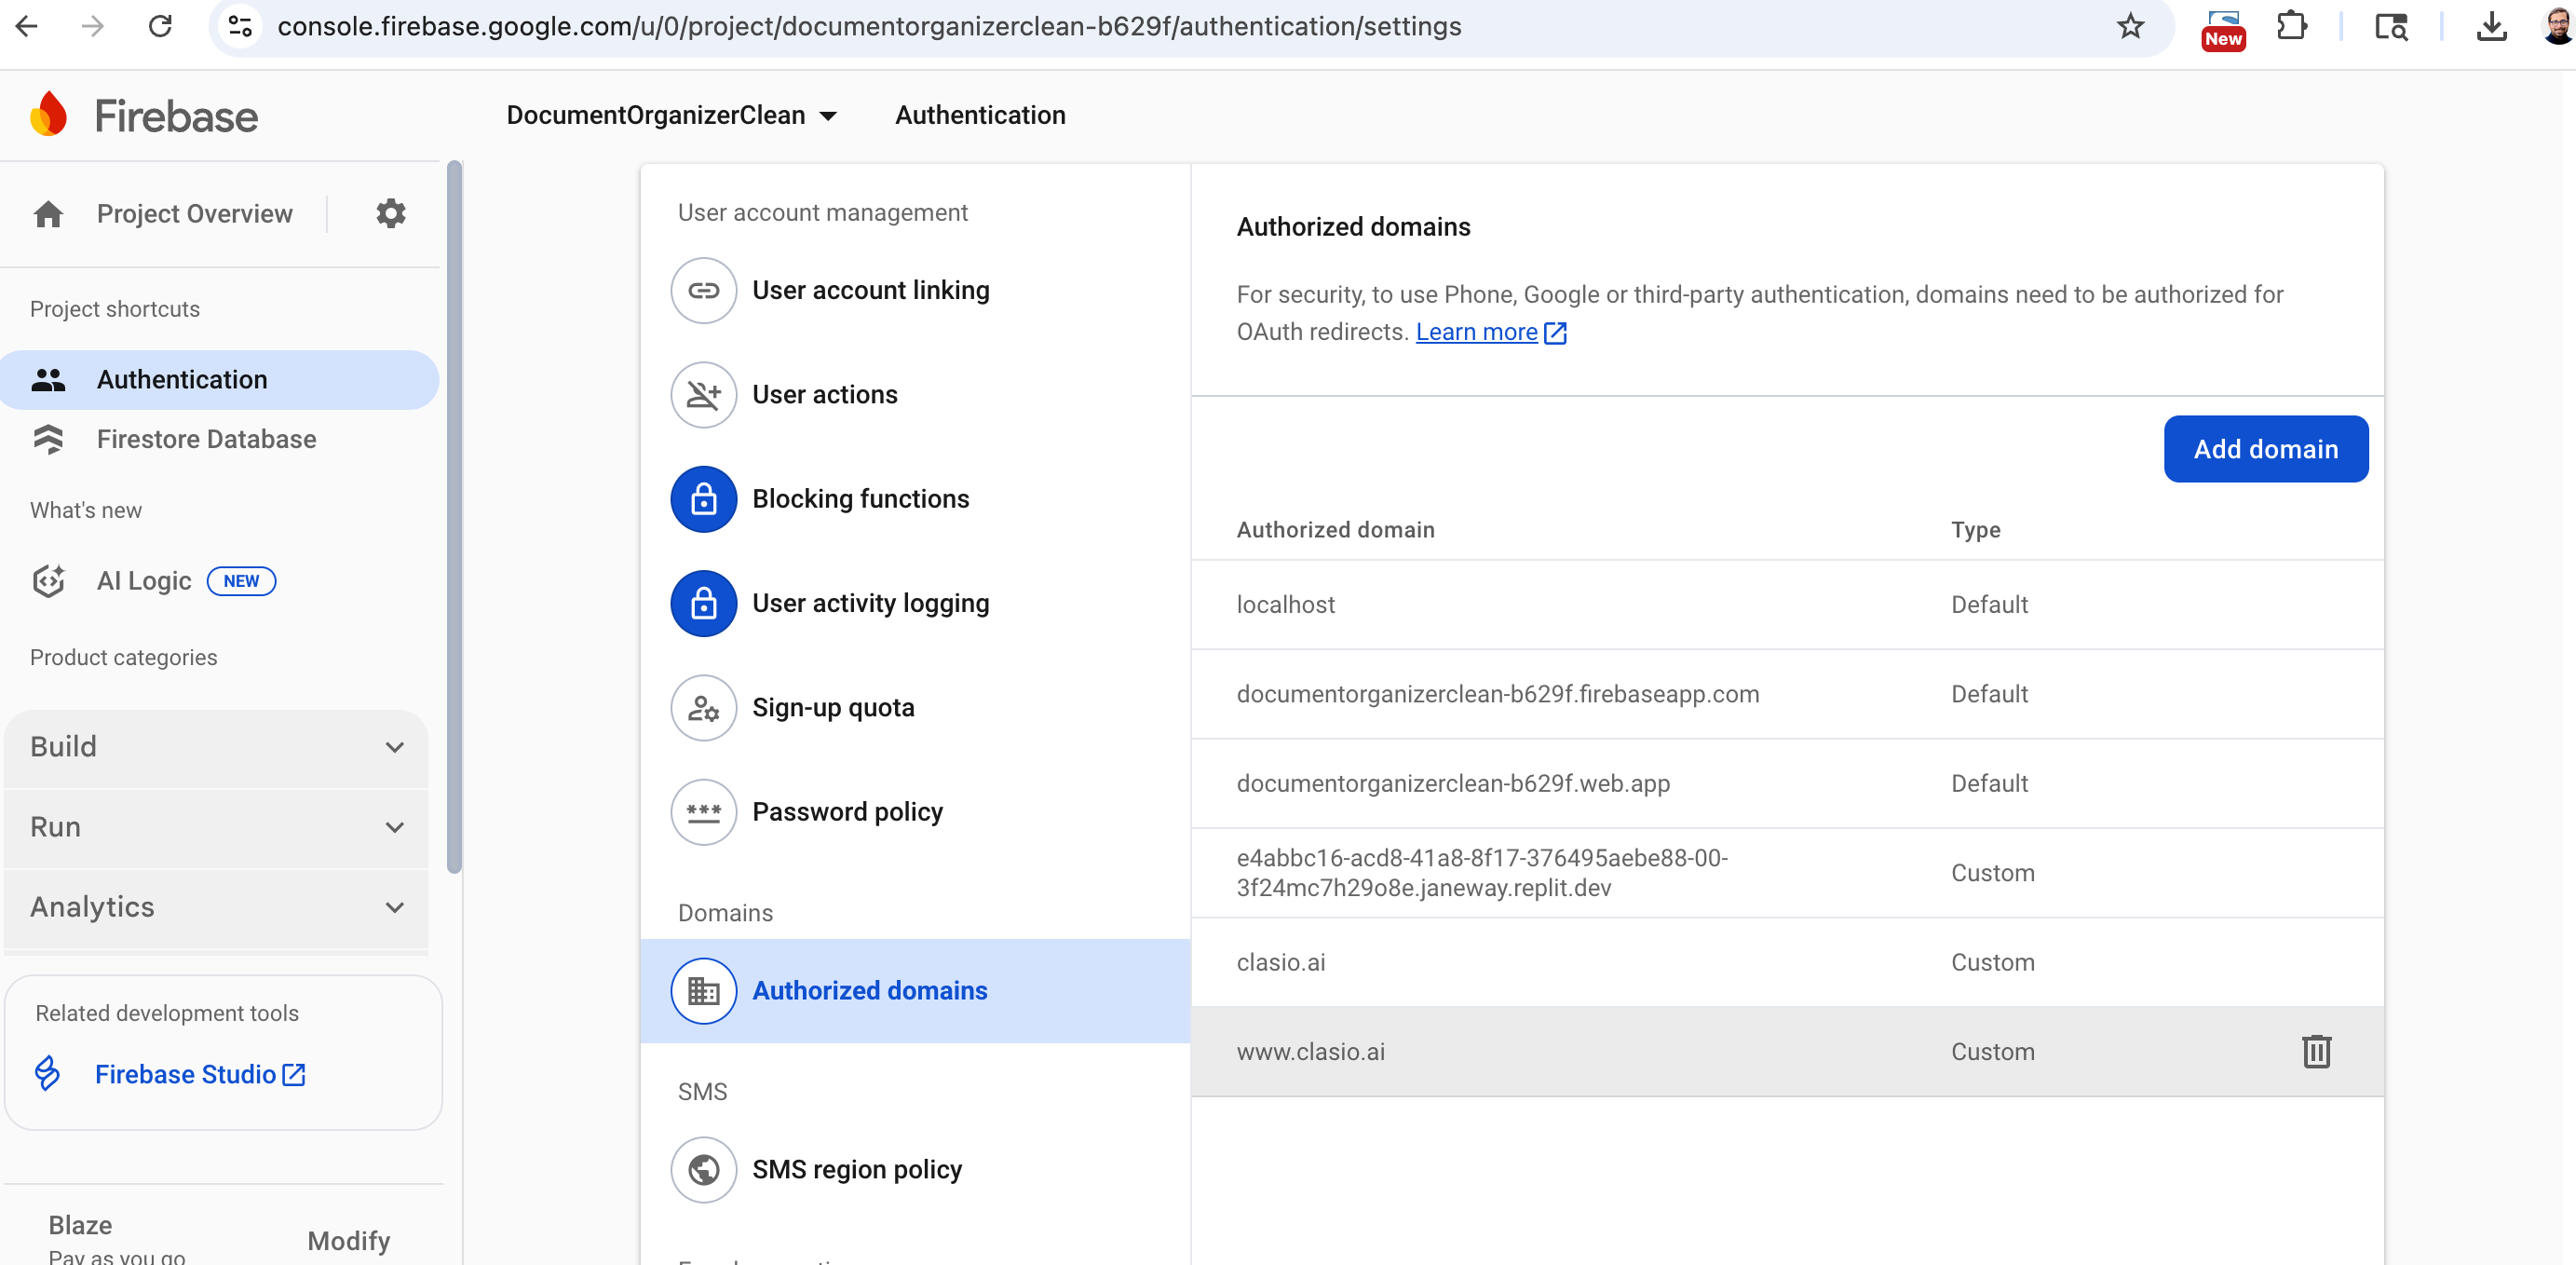 console.firebase.google.com/u/0/project/documentorganizerclean-b629f/authentication/settings
New
Firebase
DocumentOrganizerClean
Authentication
Project Overview
Project shortcuts
Authentication
Firestore Database
What's new
AI Logic NEW
Product categories
Build
Run
Analytics
Related development tools
Firebase Studio
Blaze
Pay as you go
Modify
User account management
User account linking
User actions
Blocking functions
User activity logging
Sign-up quota
Password policy
Domains
Authorized domains
SMS
SMS region policy
Authorized domains
For security, to use Phone, Google or third-party authentication, domains need to be authorized for
OAuth redirects. Learn more
Add domain
Authorized domain Type
localhost Default
documentorganizerclean-b629f.firebaseapp.com Default
documentorganizerclean-b629f.web.app Default
e4abbc16-acd8-41a8-8f17-376495aebe88-00-
3f24mc7h29o8e.janeway.replit.dev Custom
clasio.ai Custom
www.clasio.ai Custom